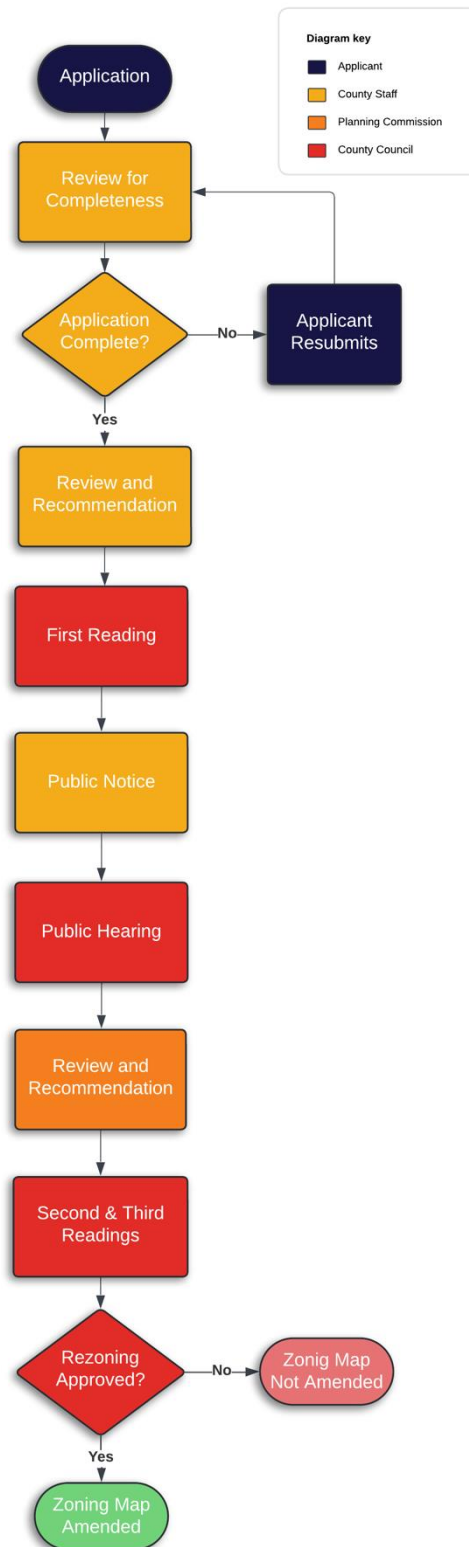 Diagram key
Applicant
County Staff
Planning Commission
County Council
Application
Review for
Completeness
Application
Complete?
No
Applicant
Resubmits
Yes
Review and
Recommendation
First Reading
Public Notice
Public Hearing
Review and
Recommendation
Second & Third
Readings
Rezoning
Approved?
No
Zonig Map
Not Amended
Yes
Zoning Map
Amended